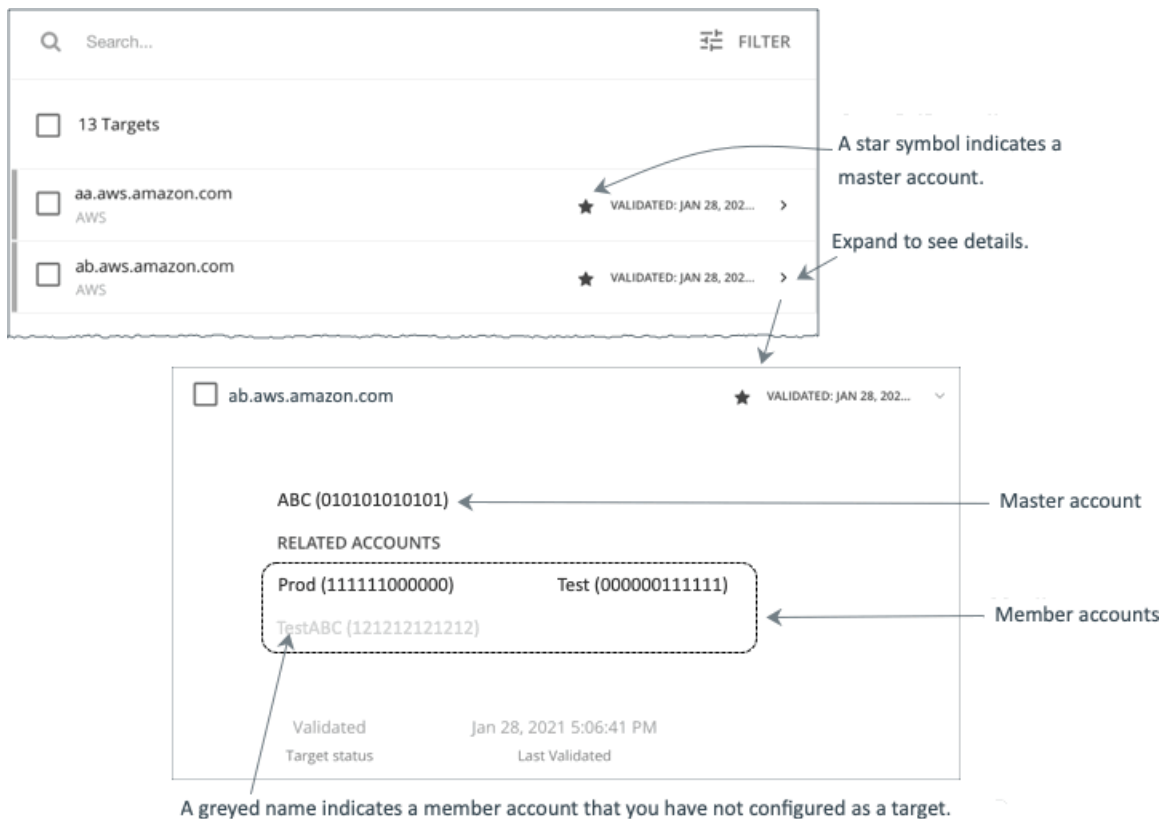 Search...
FILTER
13 Targets
A star symbol indicates a
master account.
aa.aws.amazon.com
AWS
VALIDATED: JAN 28, 202...
Expand to see details.
ab.aws.amazon.com
AWS
VALIDATED: JAN 28, 202...
ab.aws.amazon.com
VALIDATED: JAN 28, 202...
ABC (010101010101)
Master account
RELATED ACCOUNTS
Prod (111111000000)
Test (000000111111)
Member accounts
TestABC (121212121212)
Validated
Jan 28, 2021 5:06:41 PM
Target status
Last Validated
A greyed name indicates a member account that you have not configured as a target.